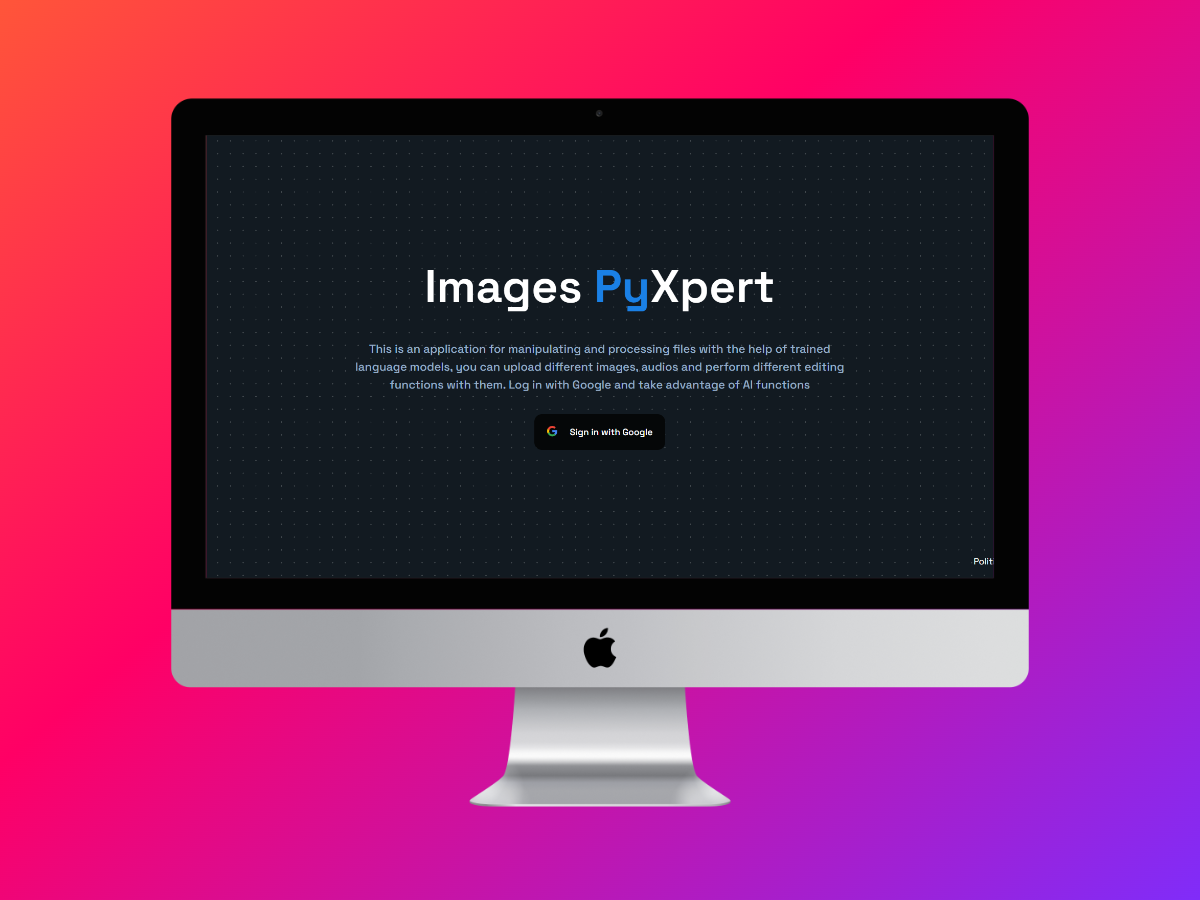 Images PyXpert
This is an application for manipulating and processing files with the help of trained
language models, you can upload different images, audios and perform different editing
functions with them. Log in with Google and take advantage of AI functions
Sign in with Google
Politi